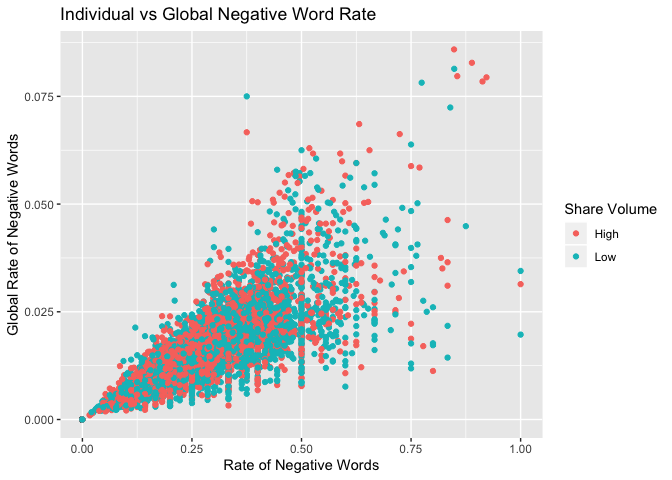 Individual vs Global Negative Word Rate
Global Rate of Negative Words
0.075
0.050
0.025
0.000
0.00
0.25
0.50
0.75
1.00
Rate of Negative Words
Share Volume
High
Low